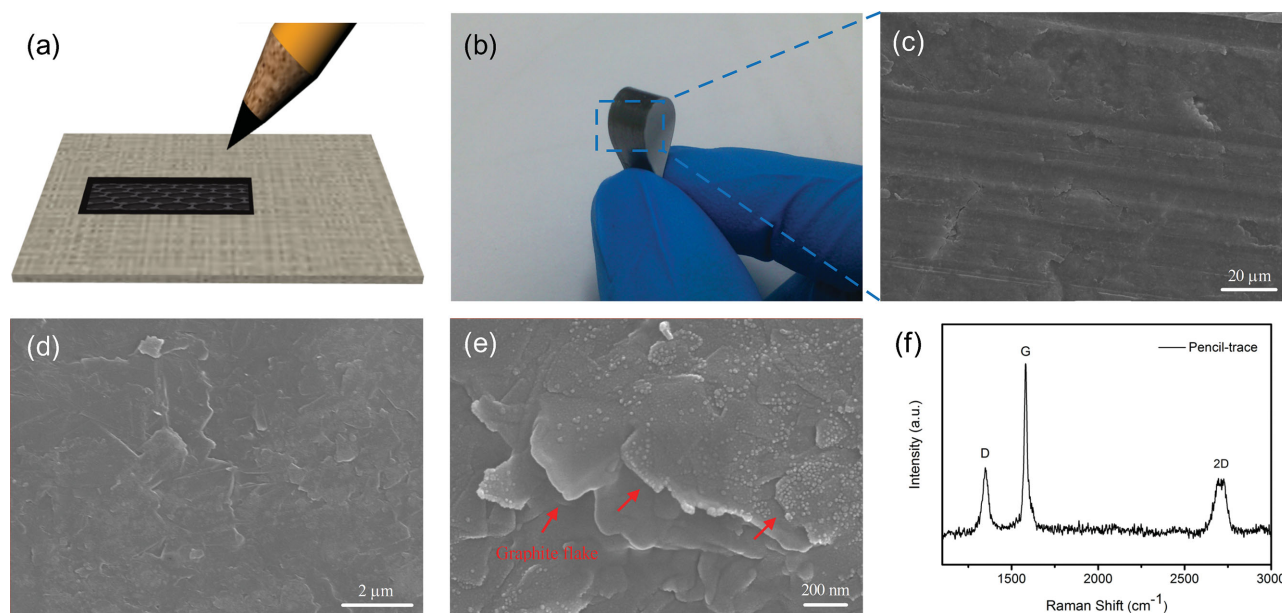 (a)
(b)
(c)
20 μm
(d)
2 μm
(e)
Graphite flake
200 nm
(f)
G
Pencil-trace
D
2D
Intensity (a.u.)
1500 2000 2500 3000
Raman Shift (cm⁻¹)